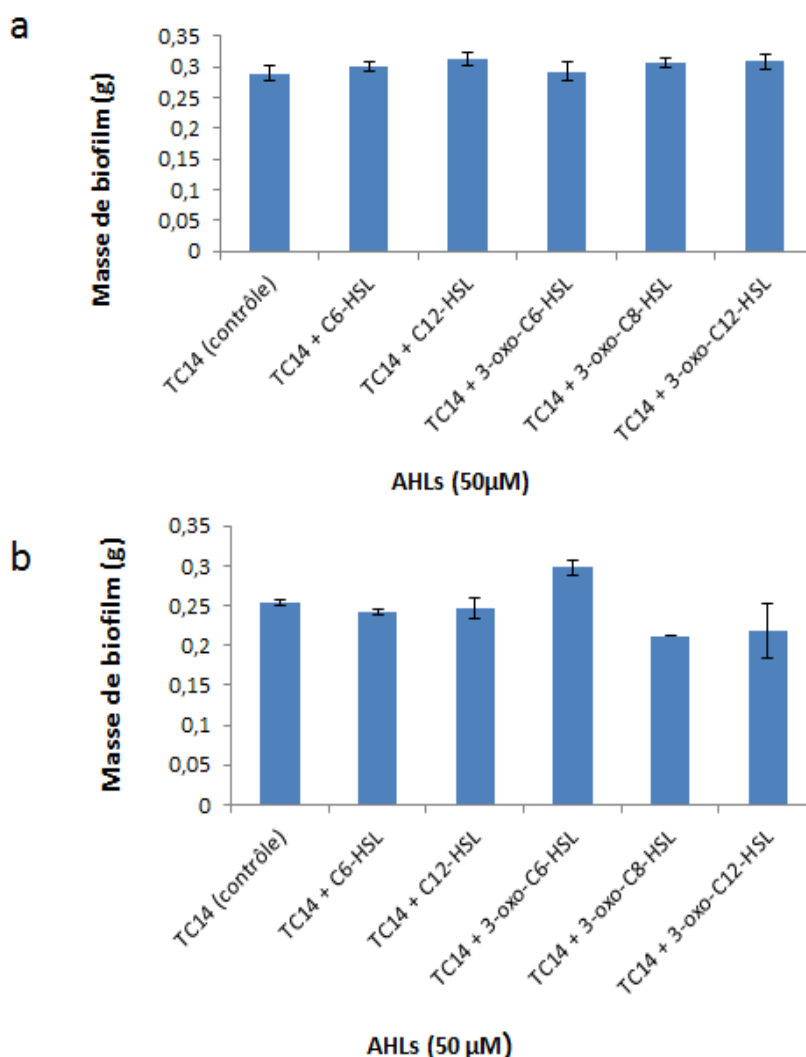 a
Masse de biofilm (g)
0,35
0,3
0,25
0,2
0,15
0,1
0,05
0
TC14 (contrôle)
TC14 + C6-HSL
TC14 + C12-HSL
TC14 + 3-oxo-C6-HSL
TC14 + 3-oxo-C8-HSL
TC14 + 3-oxo-C12-HSL
AHLs (50µM)
b
Masse de biofilm (g)
0,35
0,3
0,25
0,2
0,15
0,1
0,05
0
TC14 (contrôle)
TC14 + C6-HSL
TC14 + C12-HSL
TC14 + 3-oxo-C6-HSL
TC14 + 3-oxo-C8-HSL
TC14 + 3-oxo-C12-HSL
AHLs (50 µM)